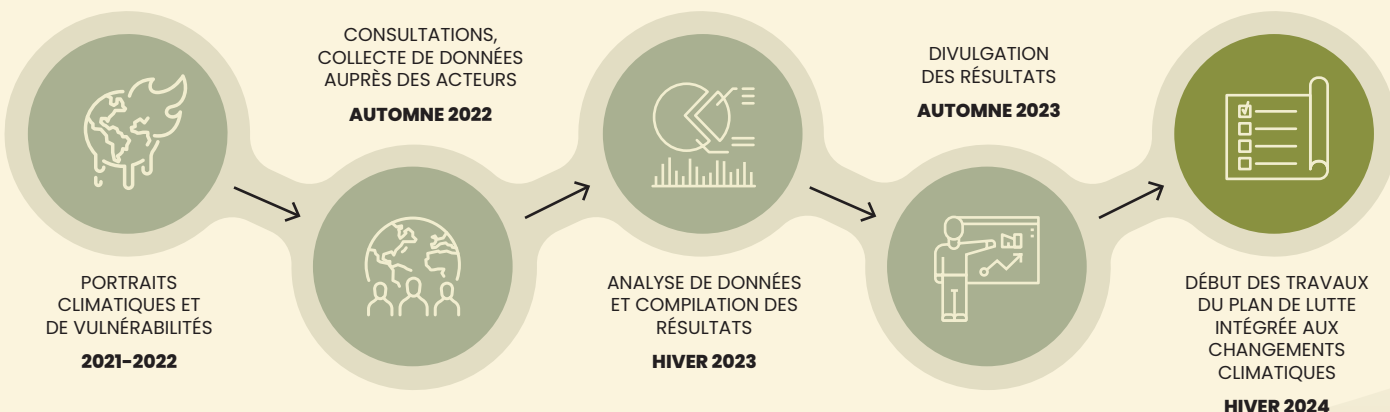 PORTRAITS
CLIMATIQUES ET
DE VULNÉRABILITÉS
2021-2022
CONSULTATIONS,
COLLECTE DE DONNÉES
AUPRÈS DES ACTEURS
AUTOMNE 2022
ANALYSE DE DONNÉES
ET COMPILATION DES
RÉSULTATS
HIVER 2023
DIVULGATION
DES RÉSULTATS
AUTOMNE 2023
DÉBUT DES TRAVAUX
DU PLAN DE LUTTE
INTÉGRÉE AUX
CHANGEMENTS
CLIMATIQUES
HIVER 2024